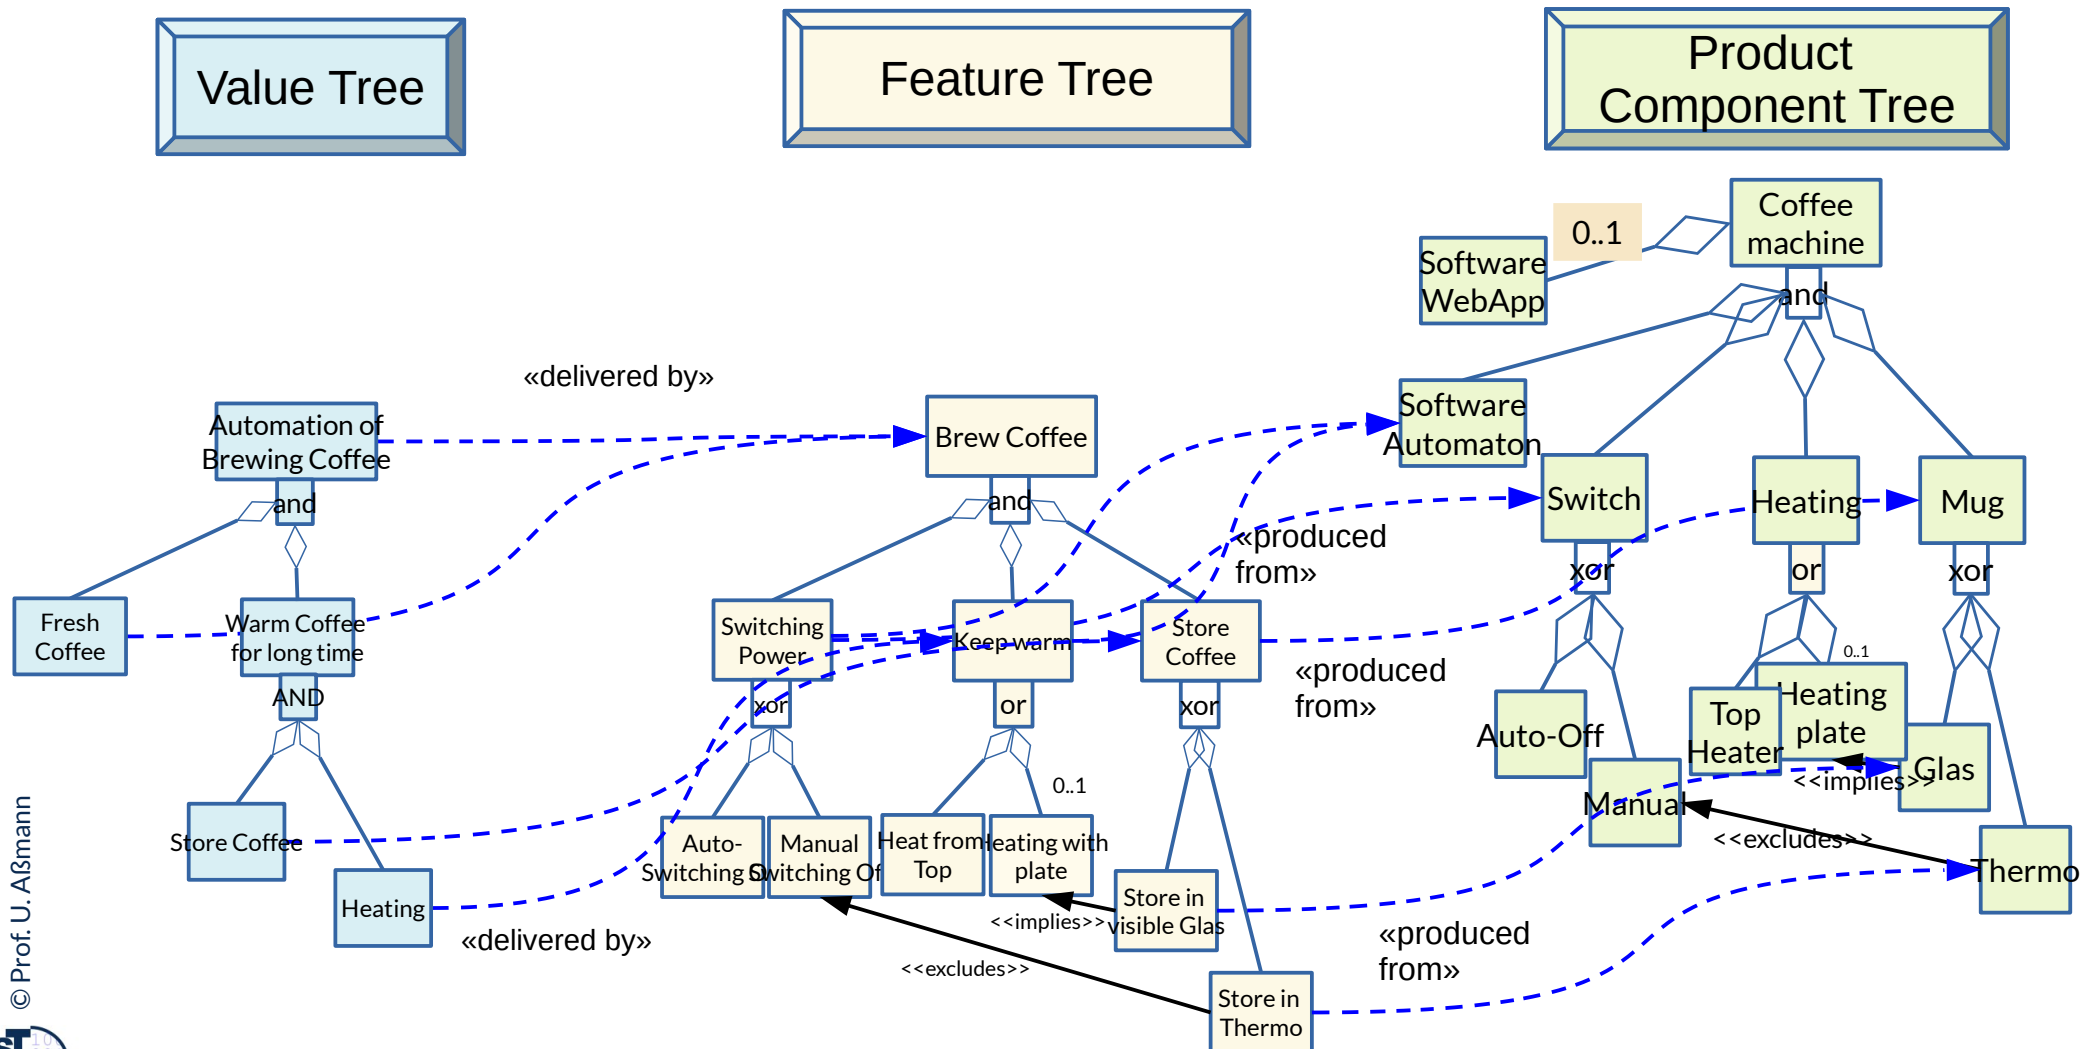 Value Tree
Feature Tree
Product
Component Tree
Coffee
machine
0..1
Software
WebApp
and
«delivered by»
Automation of
Brewing Coffee
and
Brew Coffee
and
Software
Automaton
Switch
Heating
Mug
«produced
from»
xor
or
xor
Fresh
Coffee
Warm Coffee
for long time
AND
Switching
Power
Keep warm
Store
Coffee
xor
or
xor
«produced
from»
0..1
Auto-Off
Top
Heater
Heating
plate
Glas
<<implies>>
Manual
<<excludes>>
Thermo
0..1
Store Coffee
Heating
Auto-
Switching
Manual
Switching Of
Heat from
Top
eating with
plate
<<implies>>
Store in
visible Glas
«delivered by»
<<excludes>>
«produced
from»
Store in
Thermo
© Prof. U. Aßmann
sT